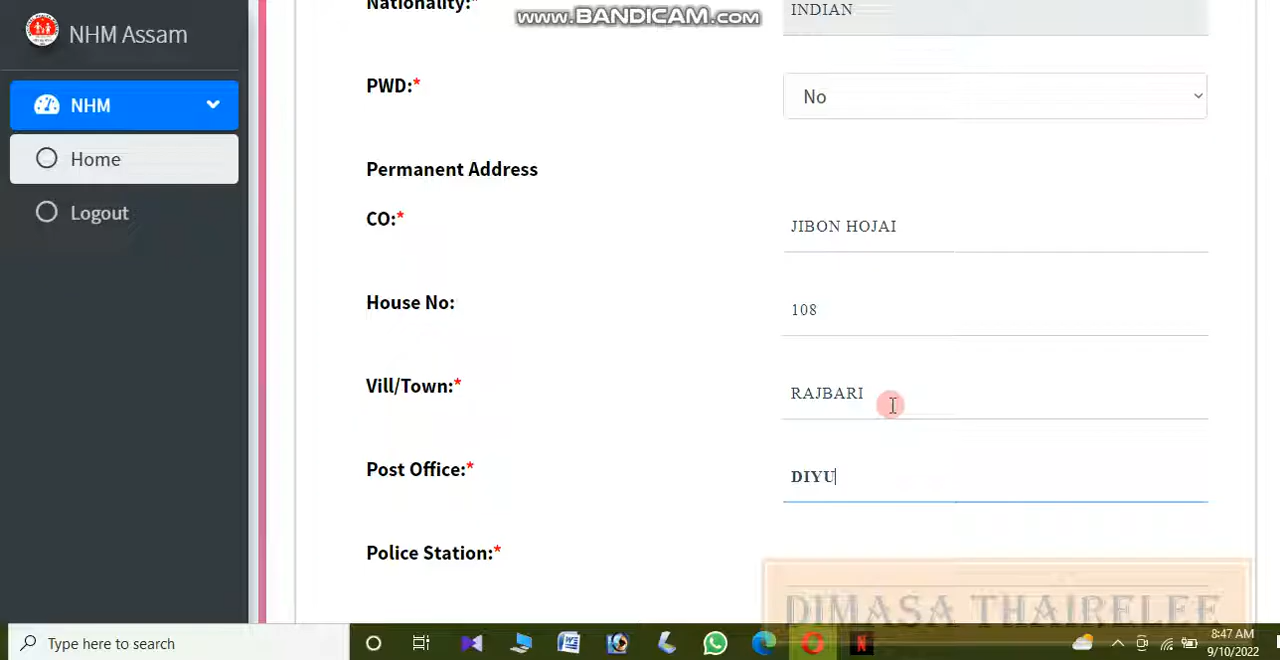 Nationality:*
INDIAN
www.BANDICAM.com
NHM Assam
NHM
Home
Logout
PWD:*
No
Permanent Address
CO:*
JIBON HOJAI
House No:
108
Vill/Town:*
RAJBARI
Post Office:*
DIYU
Police Station:*
DIMASA THAIRELEE
Type here to search
8:47 AM
9/10/2022